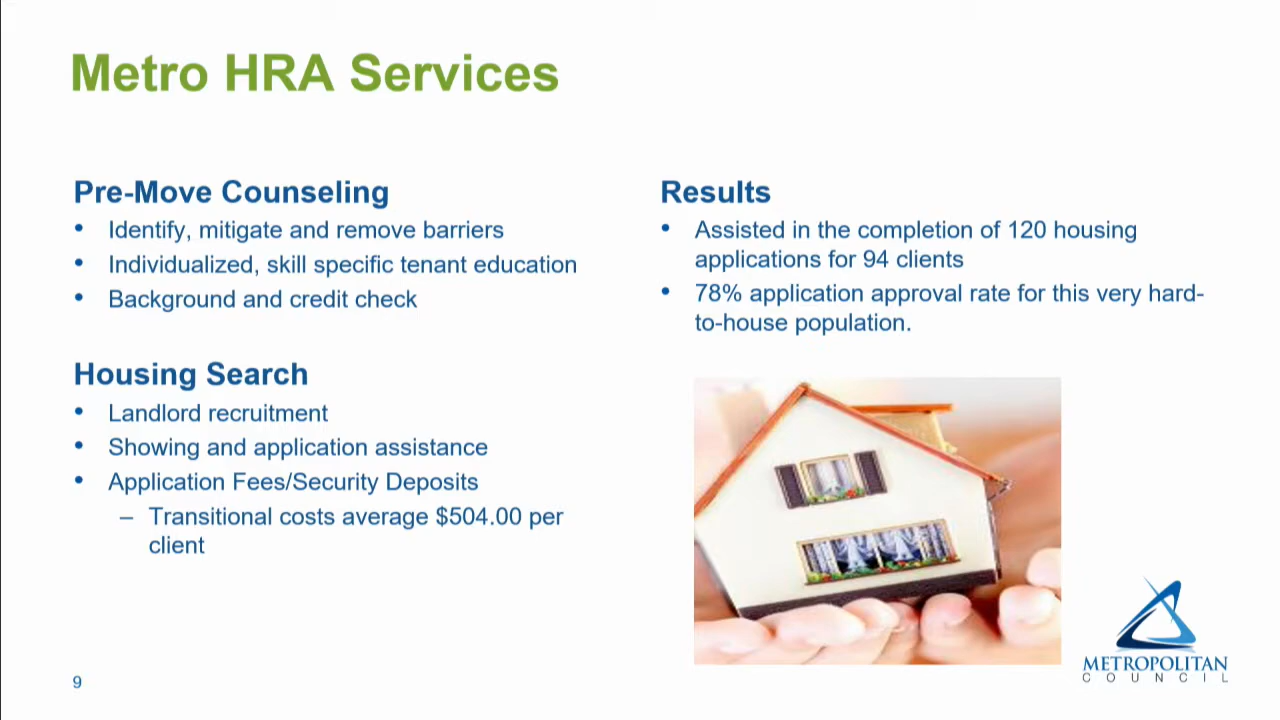 Metro HRA Services
Pre-Move Counseling
• Identify, mitigate and remove barriers
• Individualized, skill specific tenant education
• Background and credit check
Housing Search
• Landlord recruitment
• Showing and application assistance
• Application Fees/Security Deposits
– Transitional costs average $504.00 per
client
Results
• Assisted in the completion of 120 housing
applications for 94 clients
• 78% application approval rate for this very hard-
to-house population.
METROPOLITAN
COUNCIL
9